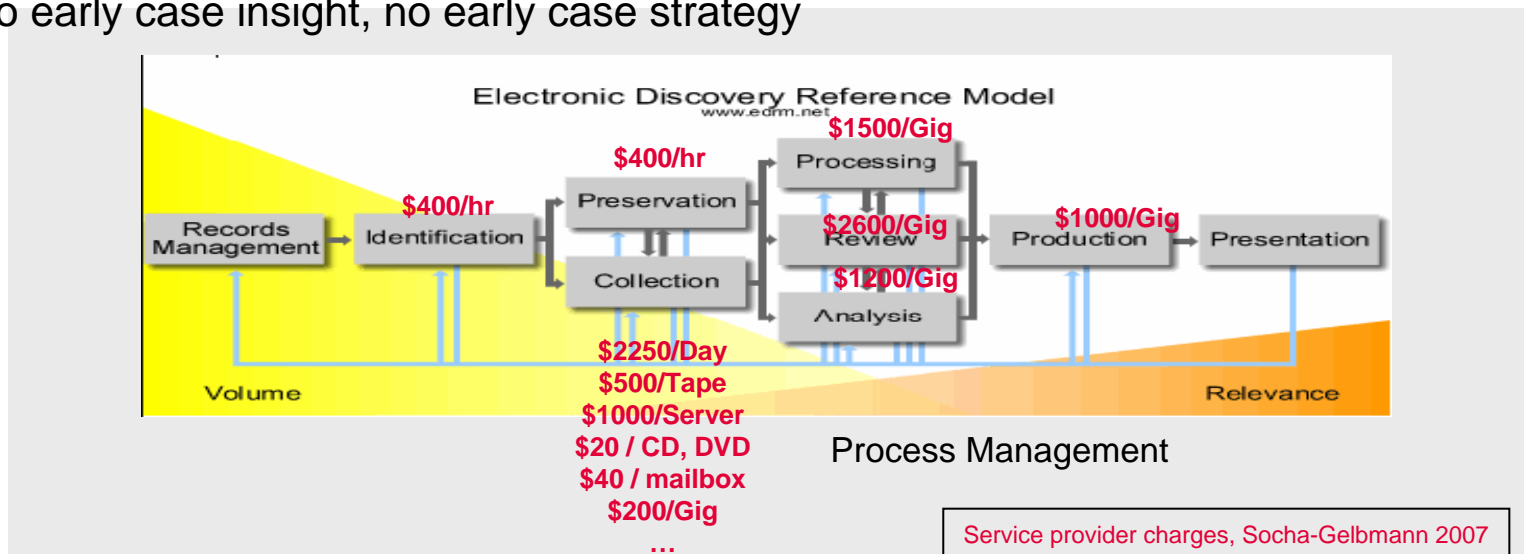 o early case insight, no early case strategy
Electronic Discovery Reference Model
www.edrm.net
$1500/Gig
$400/hr
Processing
Preservation
$400/hr
$2600/Gig
$1000/Gig
Records
Management
Identification
Review
Production
Presentation
$1200/Gig
Collection
Analysis
$2250/Day
$500/Tape
Volume
Relevance
$1000/Server
$20 / CD, DVD
Process Management
$40 / mailbox
$200/Gig
...
Service provider charges, Socha-Gelbmann 2007